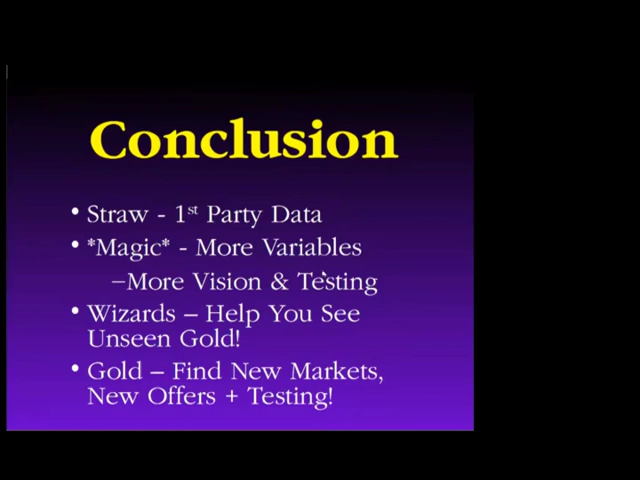 Conclusion
• Straw - 1st Party Data
• *Magic* - More Variables
–More Vision & Testing
• Wizards – Help You See
Unseen Gold!
• Gold – Find New Markets,
New Offers + Testing!